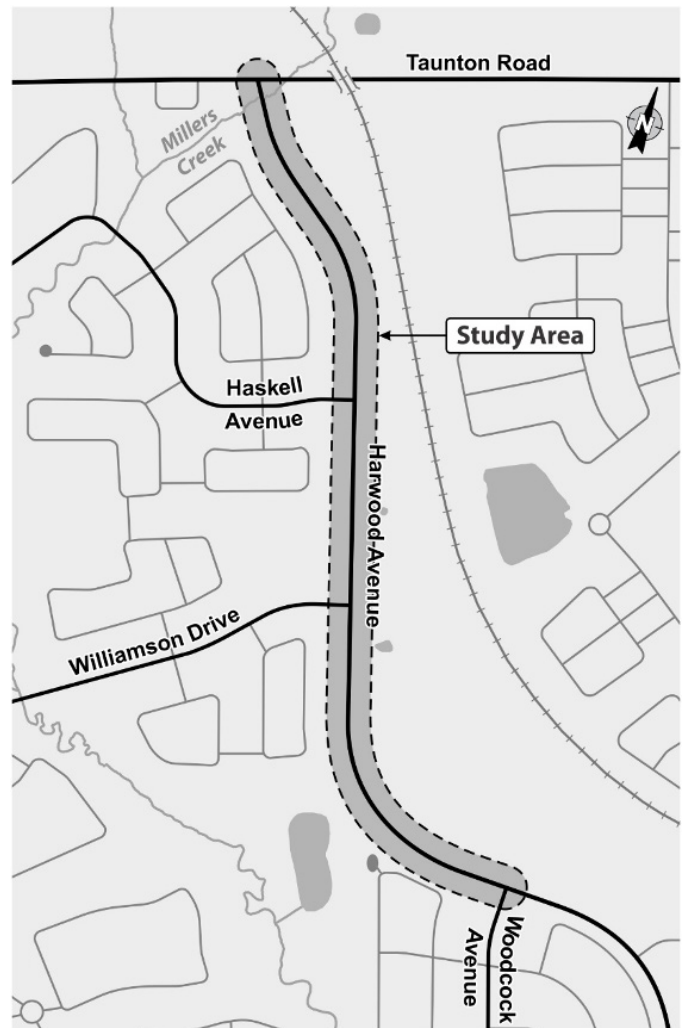 Taunton Road
N
Millers
Creek
Study Area
Haskell
Avenue
Harwood Avenue
Williamson Drive
Woodcock
Avenue